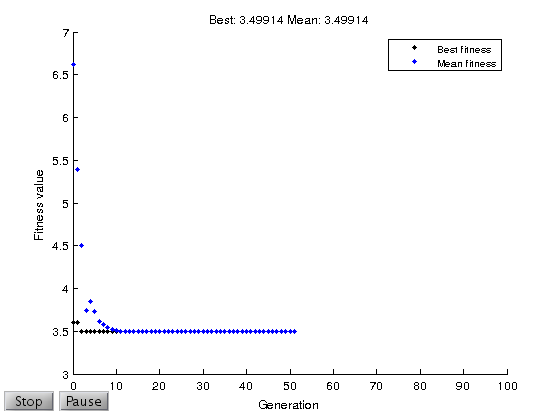 Best: 3.49914 Mean: 3.49914
7
6.5
6
5.5
5
4.5
4
3.5
3
Fitness value
Best fitness
Mean fitness
0 10 20 30 40 50 60 70 80 90 100
Generation
Stop Pause